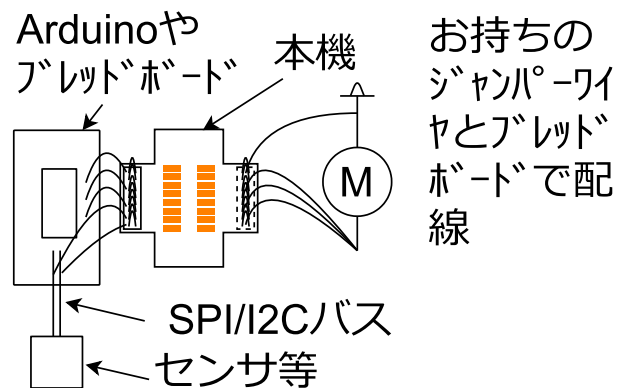 Arduinoや
ﾌﾞﾚｯﾄﾞﾎﾞｰﾄﾞ
本機
お持ちの
ｼﾞｬﾝﾊﾟｰﾜｲ
ﾔとﾌﾞﾚｯﾄﾞ
ﾎﾞｰﾄﾞで配
線
M
SPI/I2Cバス
センサ等